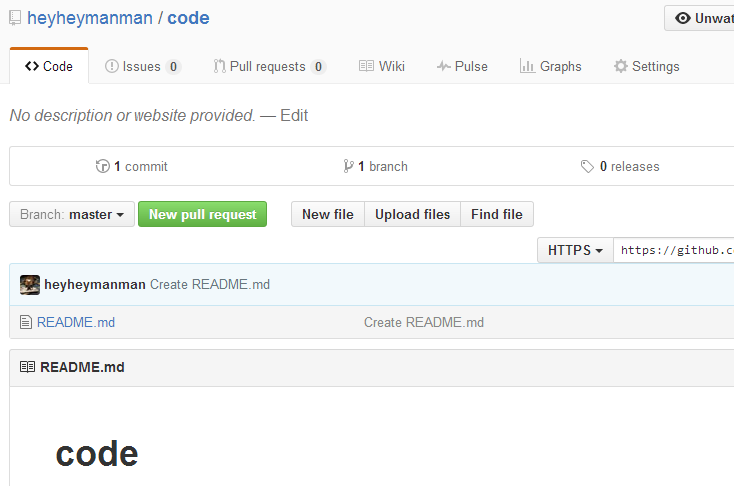 heyheymanman / code
Unwat
Code Issues 0 Pull requests 0 Wiki Pulse Graphs Settings
No description or website provided. — Edit
1 commit 1 branch 0 releases
Branch: master New pull request New file Upload files Find file
HTTPS https://github.c
heyheymanman Create README.md
README.md Create README.md
README.md
code